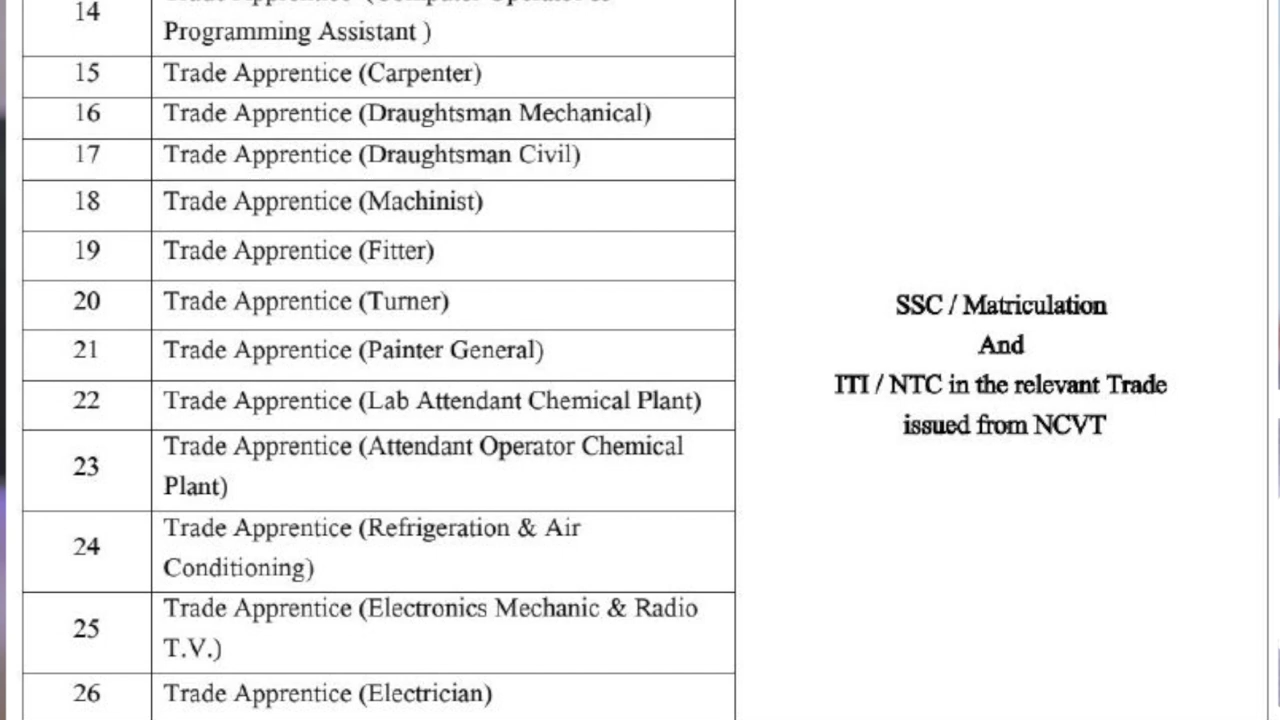 14
Programming Assistant )
15
Trade Apprentice (Carpenter)
16
Trade Apprentice (Draughtsman Mechanical)
17
Trade Apprentice (Draughtsman Civil)
18
Trade Apprentice (Machinist)
19
Trade Apprentice (Fitter)
20
Trade Apprentice (Turner)
21
Trade Apprentice (Painter General)
22
Trade Apprentice (Lab Attendant Chemical Plant)
23
Trade Apprentice (Attendant Operator Chemical
Plant)
24
Trade Apprentice (Refrigeration & Air
Conditioning)
25
Trade Apprentice (Electronics Mechanic & Radio
T.V.)
26
Trade Apprentice (Electrician)
SSC / Matriculation
And
ITI / NTC in the relevant Trade
issued from NCVT